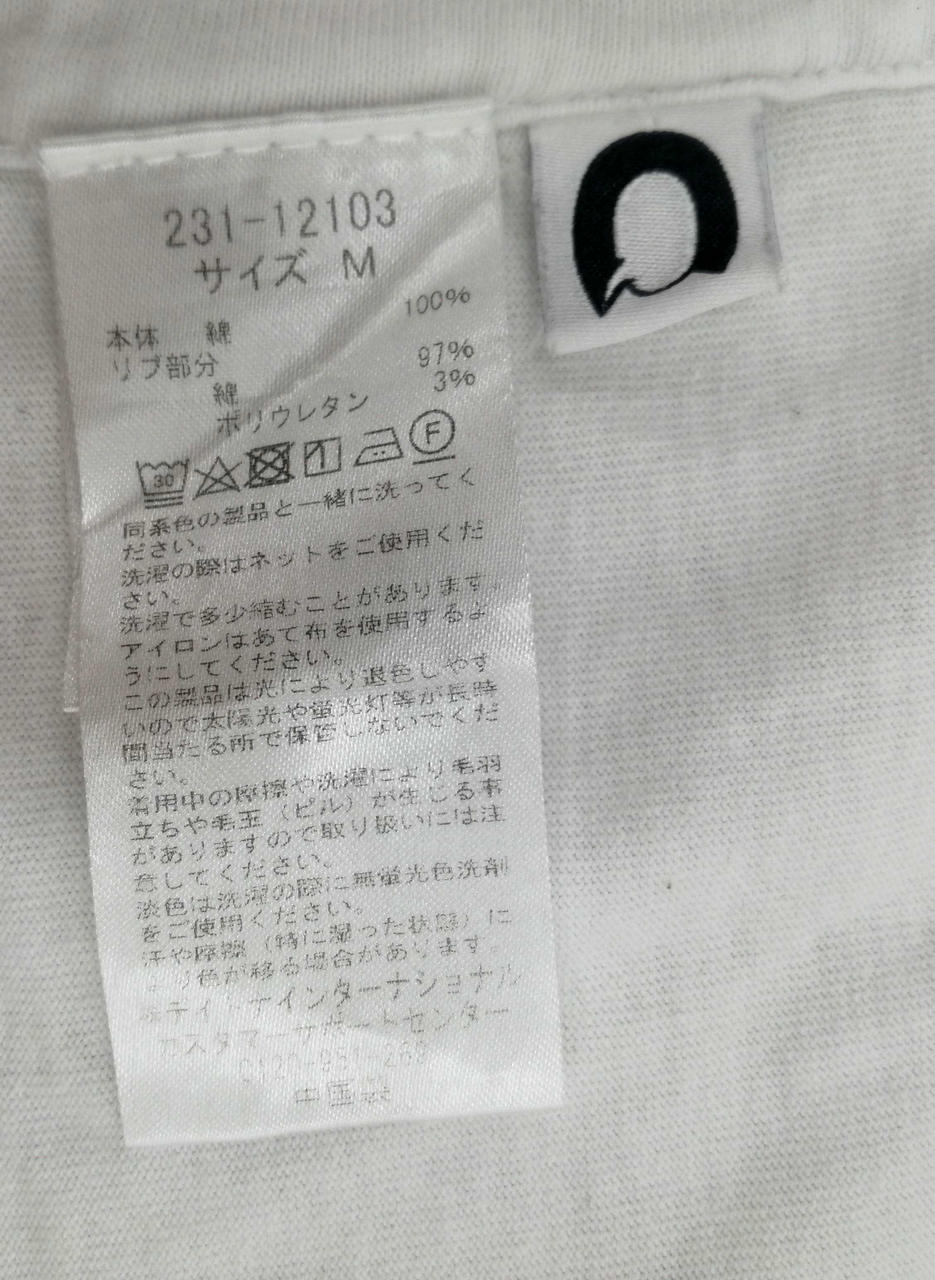 231-12103
サイズ M
本体 綿 100%
リブ部分
綿 97%
ポリウレタン 3%
30 F
同系色の製品と一緒に洗ってく
ださい。
洗濯の際はネットをご使用くだ
さい。
洗濯で多少縮むことがあります。
アイロンはあて布を使用するよ
うにしてください。
この製品は光により退色しやす
いので太陽光や蛍光灯等が長時
間当たる所で保管しないでくだ
さい。
着用中の摩擦や洗濯により毛羽
立ちや毛玉（ピル）が生じる事
がありますので取り扱いには注
意してください。
淡色は洗濯の際に無蛍光色洗剤
をご使用ください。
汗や摩擦（特に湿った状態）に
より色が移る場合があります。
インターナショナル
カスタマーサポートセンター
中国製